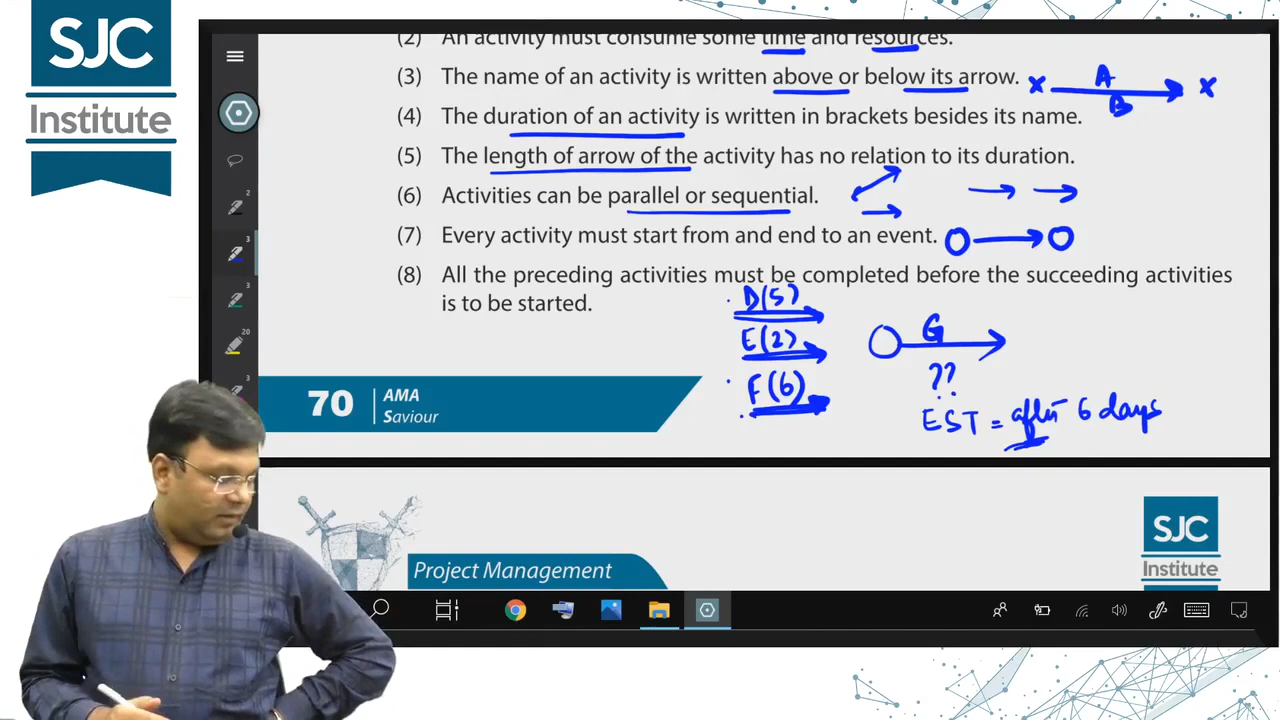 SJC
Institute
(2) An activity must consume some time and resources.
(3) The name of an activity is written above or below its arrow.
x A x
B
(4) The duration of an activity is written in brackets besides its name.
(5) The length of arrow of the activity has no relation to its duration.
(6) Activities can be parallel or sequential.
(7) Every activity must start from and end to an event.
(8) All the preceding activities must be completed before the succeeding activities
is to be started.
D(5)
E(2)
F(6)
G
??
EST = after 6 days
70
AMA
Saviour
SJC
Institute
Project Management
2
3
3
20
3